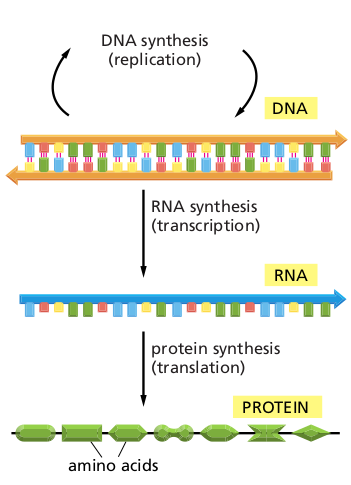 DNA synthesis
(replication)
DNA
RNA synthesis
(transcription)
RNA
protein synthesis
(translation)
PROTEIN
amino acids